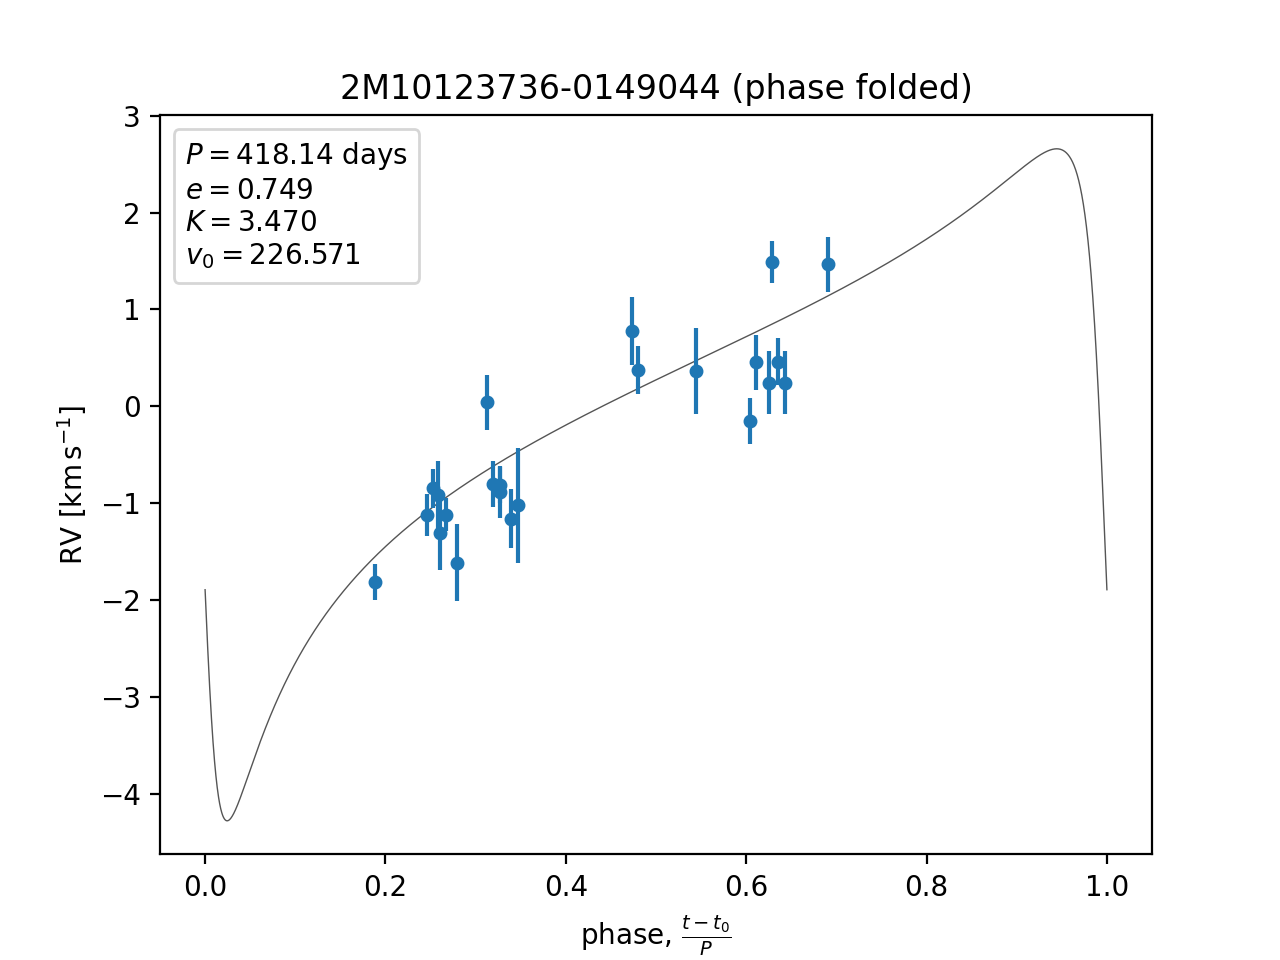 2M10123736-0149044 (phase folded)
P = 418.14 days
e = 0.749
K = 3.470
v₀ = 226.571
3
2
1
0
−1
−2
−3
−4
RV [km s⁻¹]
0.0 0.2 0.4 0.6 0.8 1.0
phase, (t − t₀)/P